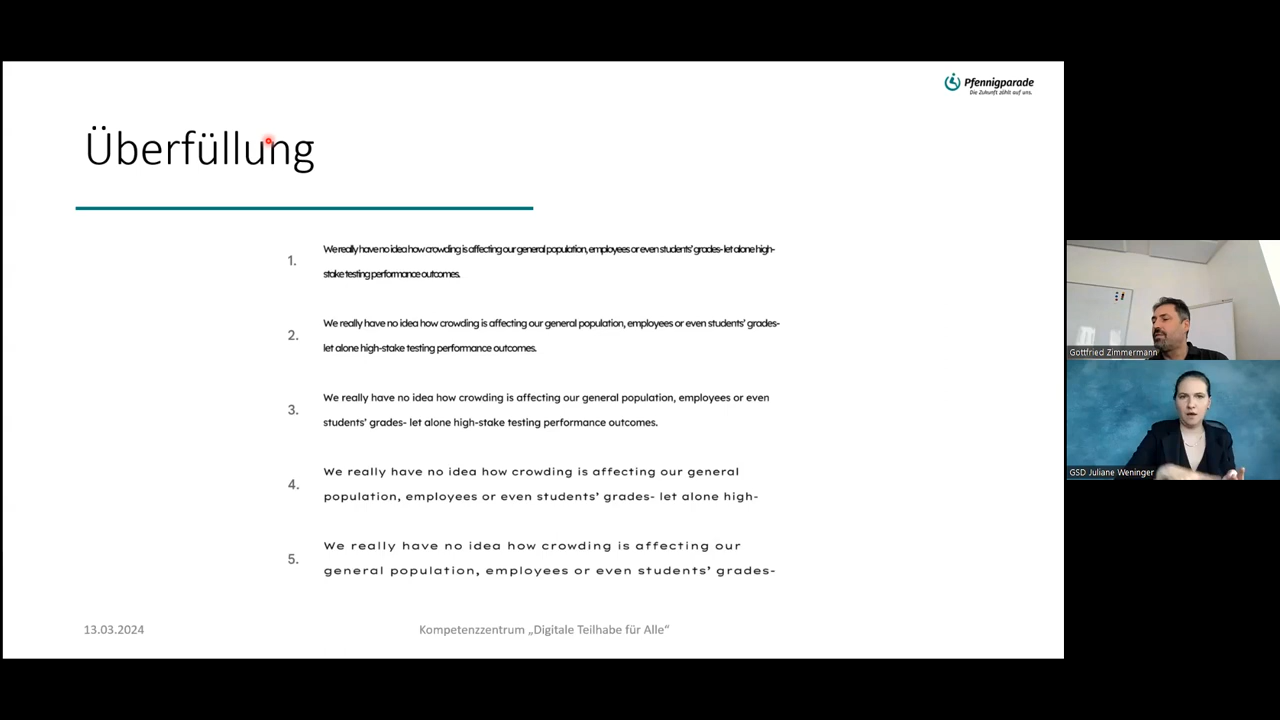 Pfennigparade
Die Zukunft zählt auf uns.
Überfüllung
1.
We really have no idea how crowding is affecting our general population, employees or even students’ grades- let alone high-
stake testing performance outcomes.
2.
We really have no idea how crowding is affecting our general population, employees or even students’ grades-
let alone high-stake testing performance outcomes.
3.
We really have no idea how crowding is affecting our general population, employees or even
students’ grades- let alone high-stake testing performance outcomes.
4.
We really have no idea how crowding is affecting our general
population, employees or even students’ grades- let alone high-
5.
We really have no idea how crowding is affecting our
general population, employees or even students’ grades-
13.03.2024
Kompetenzzentrum „Digitale Teilhabe für Alle“
Gottfried Zimmermann
GSD Juliane Weninger